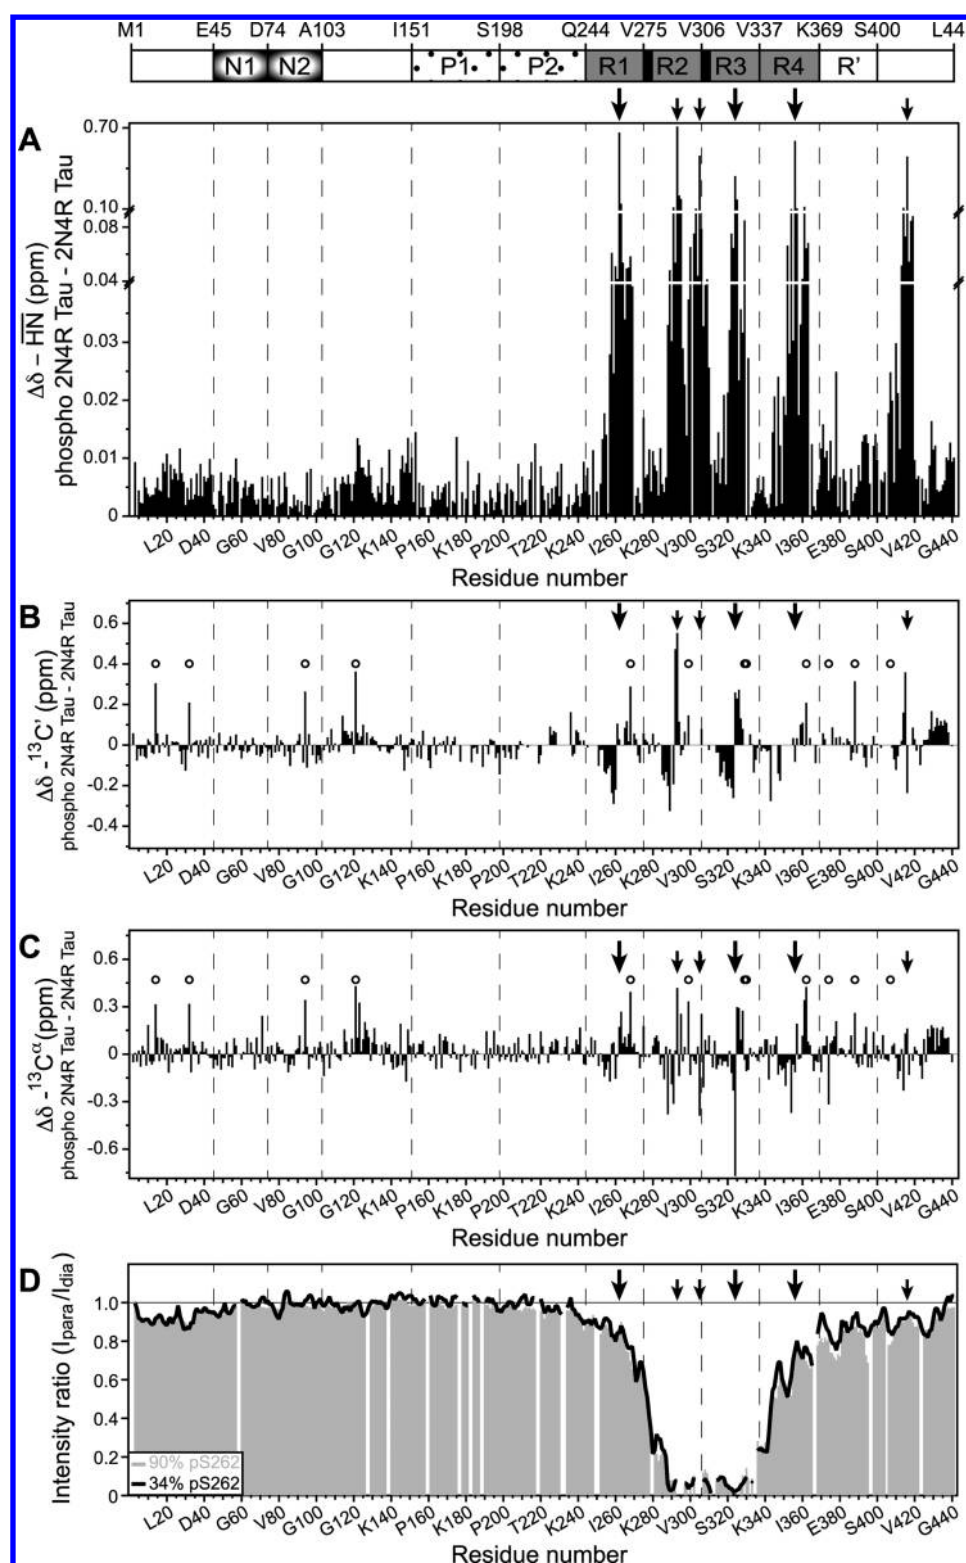 M1 E45 D74 A103 I151 S198 Q244 V275 V306 V337 K369 S400 L44
N1 N2 P1 P2 R1 R2 R3 R4 R'
A
Δδ - HN (ppm)
phospho 2N4R Tau - 2N4R Tau
0.70
0.10
0.08
0.04
0.03
0.02
0.01
0
L20 D40 G60 V80 G100 G120 K140 P160 K180 P200 T220 K240 I260 K280 V300 S320 K340 I360 E380 S400 V420 G440
Residue number
B
Δδ - 13C' (ppm)
phospho 2N4R Tau - 2N4R Tau
0.6
0.4
0.2
0
-0.2
-0.4
L20 D40 G60 V80 G100 G120 K140 P160 K180 P200 T220 K240 I260 K280 V300 S320 K340 I360 E380 S400 V420 G440
Residue number
C
Δδ - 13Cα (ppm)
phospho 2N4R Tau - 2N4R Tau
0.6
0.3
0
-0.3
-0.6
L20 D40 G60 V80 G100 G120 K140 P160 K180 P200 T220 K240 I260 K280 V300 S320 K340 I360 E380 S400 V420 G440
Residue number
D
Intensity ratio (Ipara/Idia)
1.0
0.8
0.6
0.4
0.2
0
90% pS262
34% pS262
L20 D40 G60 V80 G100 G120 K140 P160 K180 P200 T220 K240 I260 K280 V300 S320 K340 I360 E380 S400 V420 G440
Residue number